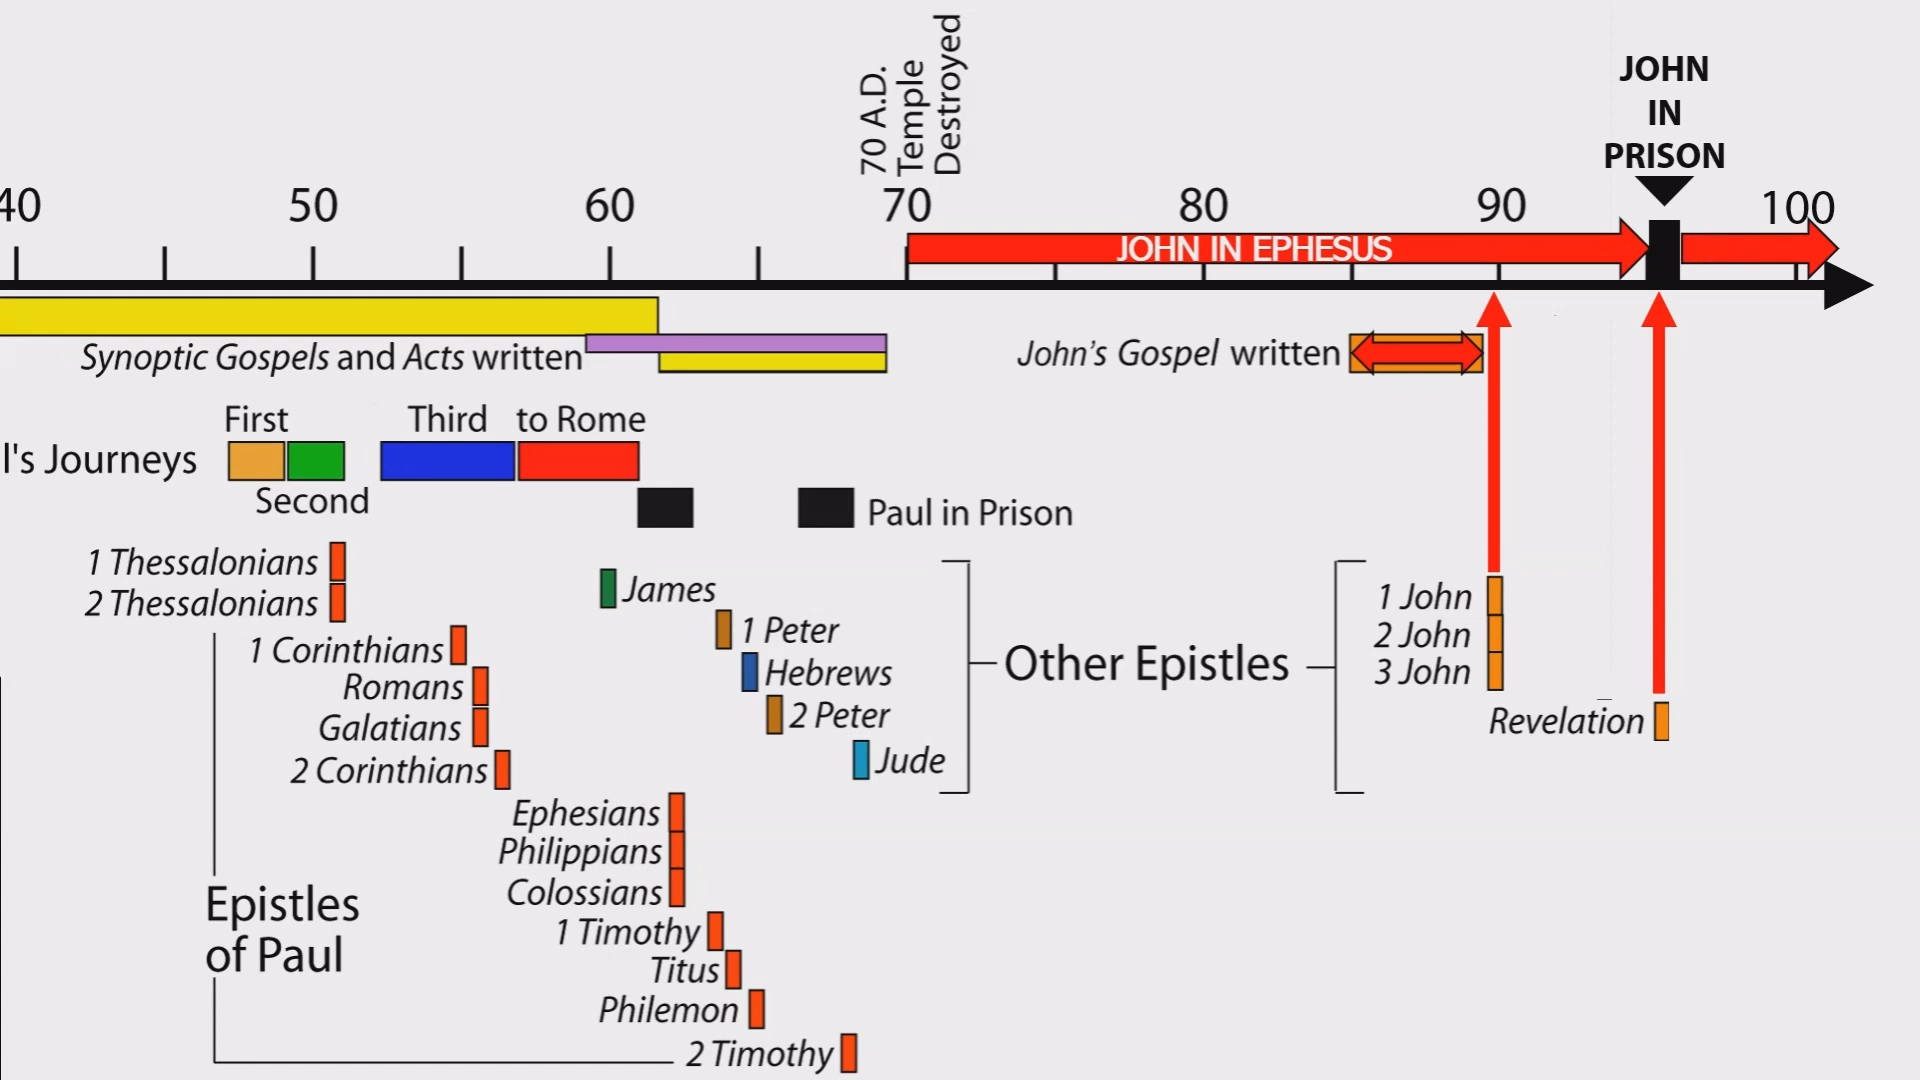 70 A.D.
Temple
Destroyed
JOHN
IN
PRISON
40 50 60 70 80 90 100
JOHN IN EPHESUS
Synoptic Gospels and Acts written
John's Gospel written
First
Third
to Rome
l's Journeys
Second
Paul in Prison
1 Thessalonians
2 Thessalonians
1 Corinthians
Romans
Galatians
2 Corinthians
James
1 Peter
Hebrews
2 Peter
Jude
Other Epistles
1 John
2 John
3 John
Revelation
Ephesians
Philippians
Colossians
1 Timothy
Titus
Philemon
2 Timothy
Epistles
of Paul